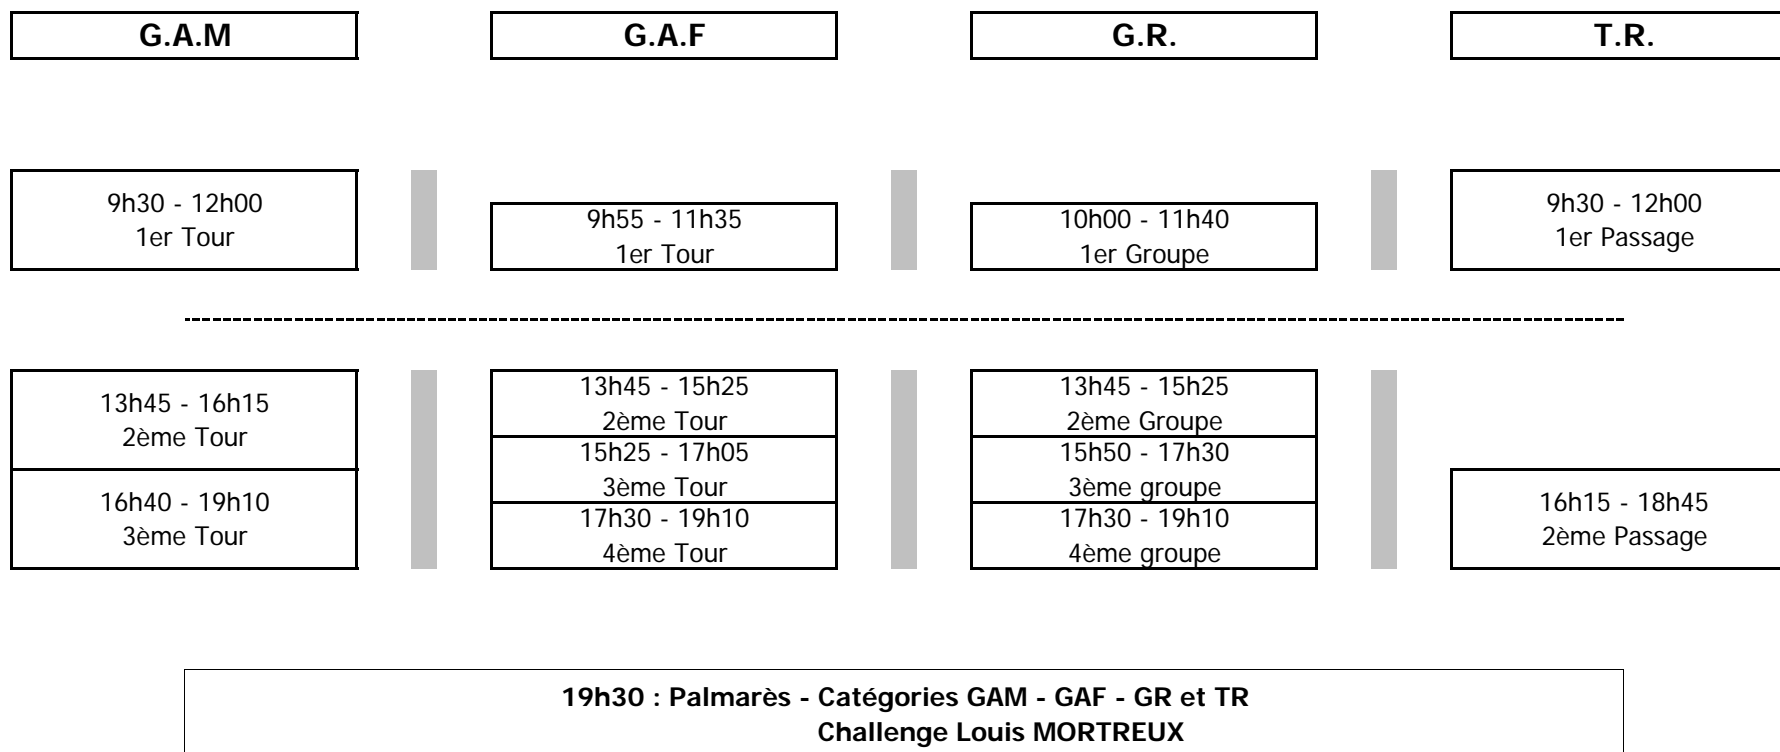 G.A.M
G.A.F
G.R.
T.R.
9h30 - 12h00
1er Tour
9h55 - 11h35
1er Tour
10h00 - 11h40
1er Groupe
9h30 - 12h00
1er Passage
13h45 - 16h15
2ème Tour
16h40 - 19h10
3ème Tour
13h45 - 15h25
2ème Tour
15h25 - 17h05
3ème Tour
17h30 - 19h10
4ème Tour
13h45 - 15h25
2ème Groupe
15h50 - 17h30
3ème groupe
17h30 - 19h10
4ème groupe
16h15 - 18h45
2ème Passage
19h30 : Palmarès - Catégories GAM - GAF - GR et TR
Challenge Louis MORTREUX